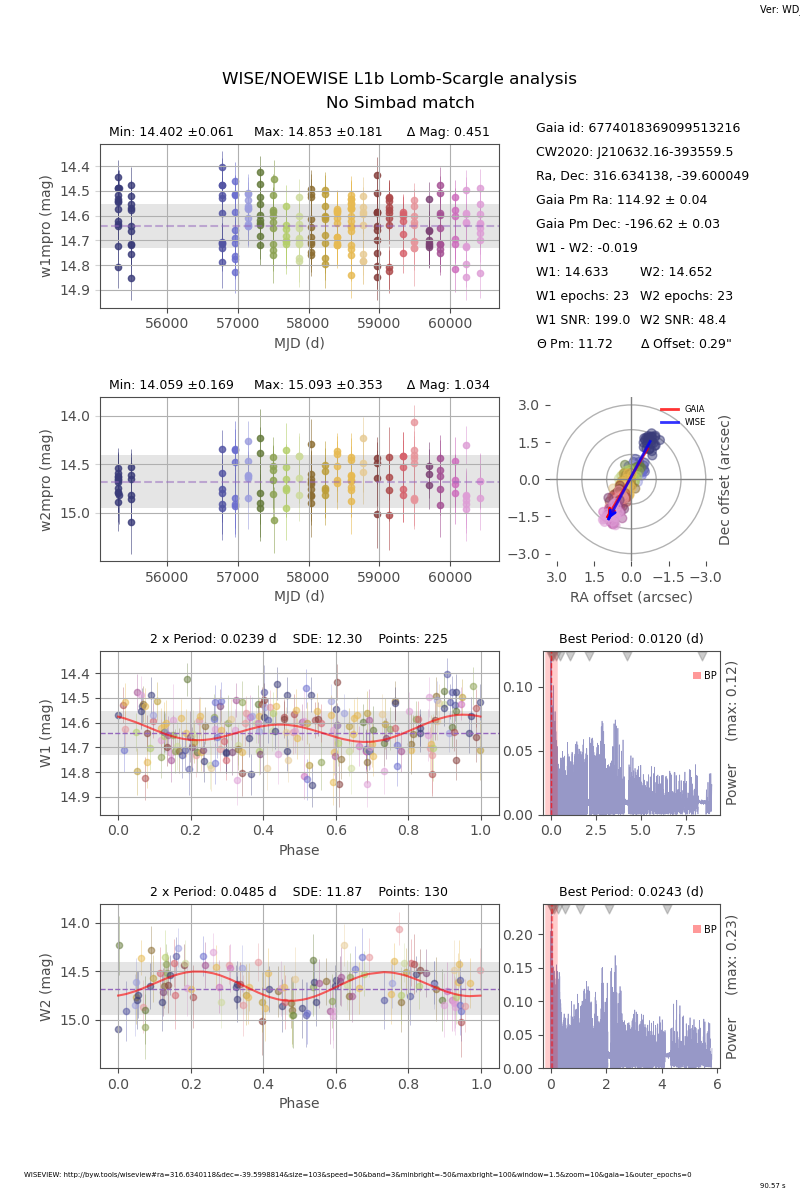 Ver: WD_
WISE/NOEWISE L1b Lomb-Scargle analysis
No Simbad match
Min: 14.402 ±0.061 Max: 14.853 ±0.181 Δ Mag: 0.451
14.4
14.5
14.6
14.7
14.8
14.9
w1mpro (mag)
56000 57000 58000 59000 60000
MJD (d)
Gaia id: 6774018369099513216
CW2020: J210632.16-393559.5
Ra, Dec: 316.634138, -39.600049
Gaia Pm Ra: 114.92 ± 0.04
Gaia Pm Dec: -196.62 ± 0.03
W1 - W2: -0.019
W1: 14.633 W2: 14.652
W1 epochs: 23 W2 epochs: 23
W1 SNR: 199.0 W2 SNR: 48.4
Θ Pm: 11.72 Δ Offset: 0.29"
Min: 14.059 ±0.169 Max: 15.093 ±0.353 Δ Mag: 1.034
14.0
14.5
15.0
w2mpro (mag)
56000 57000 58000 59000 60000
MJD (d)
GAIA
WISE
3.0
1.5
0.0
−1.5
−3.0
3.0 1.5 0.0 −1.5 −3.0
RA offset (arcsec)
Dec offset (arcsec)
2 x Period: 0.0239 d SDE: 12.30 Points: 225
14.4
14.5
14.6
14.7
14.8
14.9
W1 (mag)
0.0 0.2 0.4 0.6 0.8 1.0
Phase
Best Period: 0.0120 (d)
BP
0.10
0.05
0.00
0.0 2.5 5.0 7.5
Power (max: 0.12)
2 x Period: 0.0485 d SDE: 11.87 Points: 130
14.0
14.5
15.0
W2 (mag)
0.0 0.2 0.4 0.6 0.8 1.0
Phase
Best Period: 0.0243 (d)
BP
0.20
0.15
0.10
0.05
0.00
0 2 4 6
Power (max: 0.23)
WISEVIEW: http://byw.tools/wiseview#ra=316.6340118&dec=-39.5998814&size=103&speed=50&band=3&minbright=-50&maxbright=100&window=1.5&zoom=10&gaia=1&outer_epochs=0
90.57 s